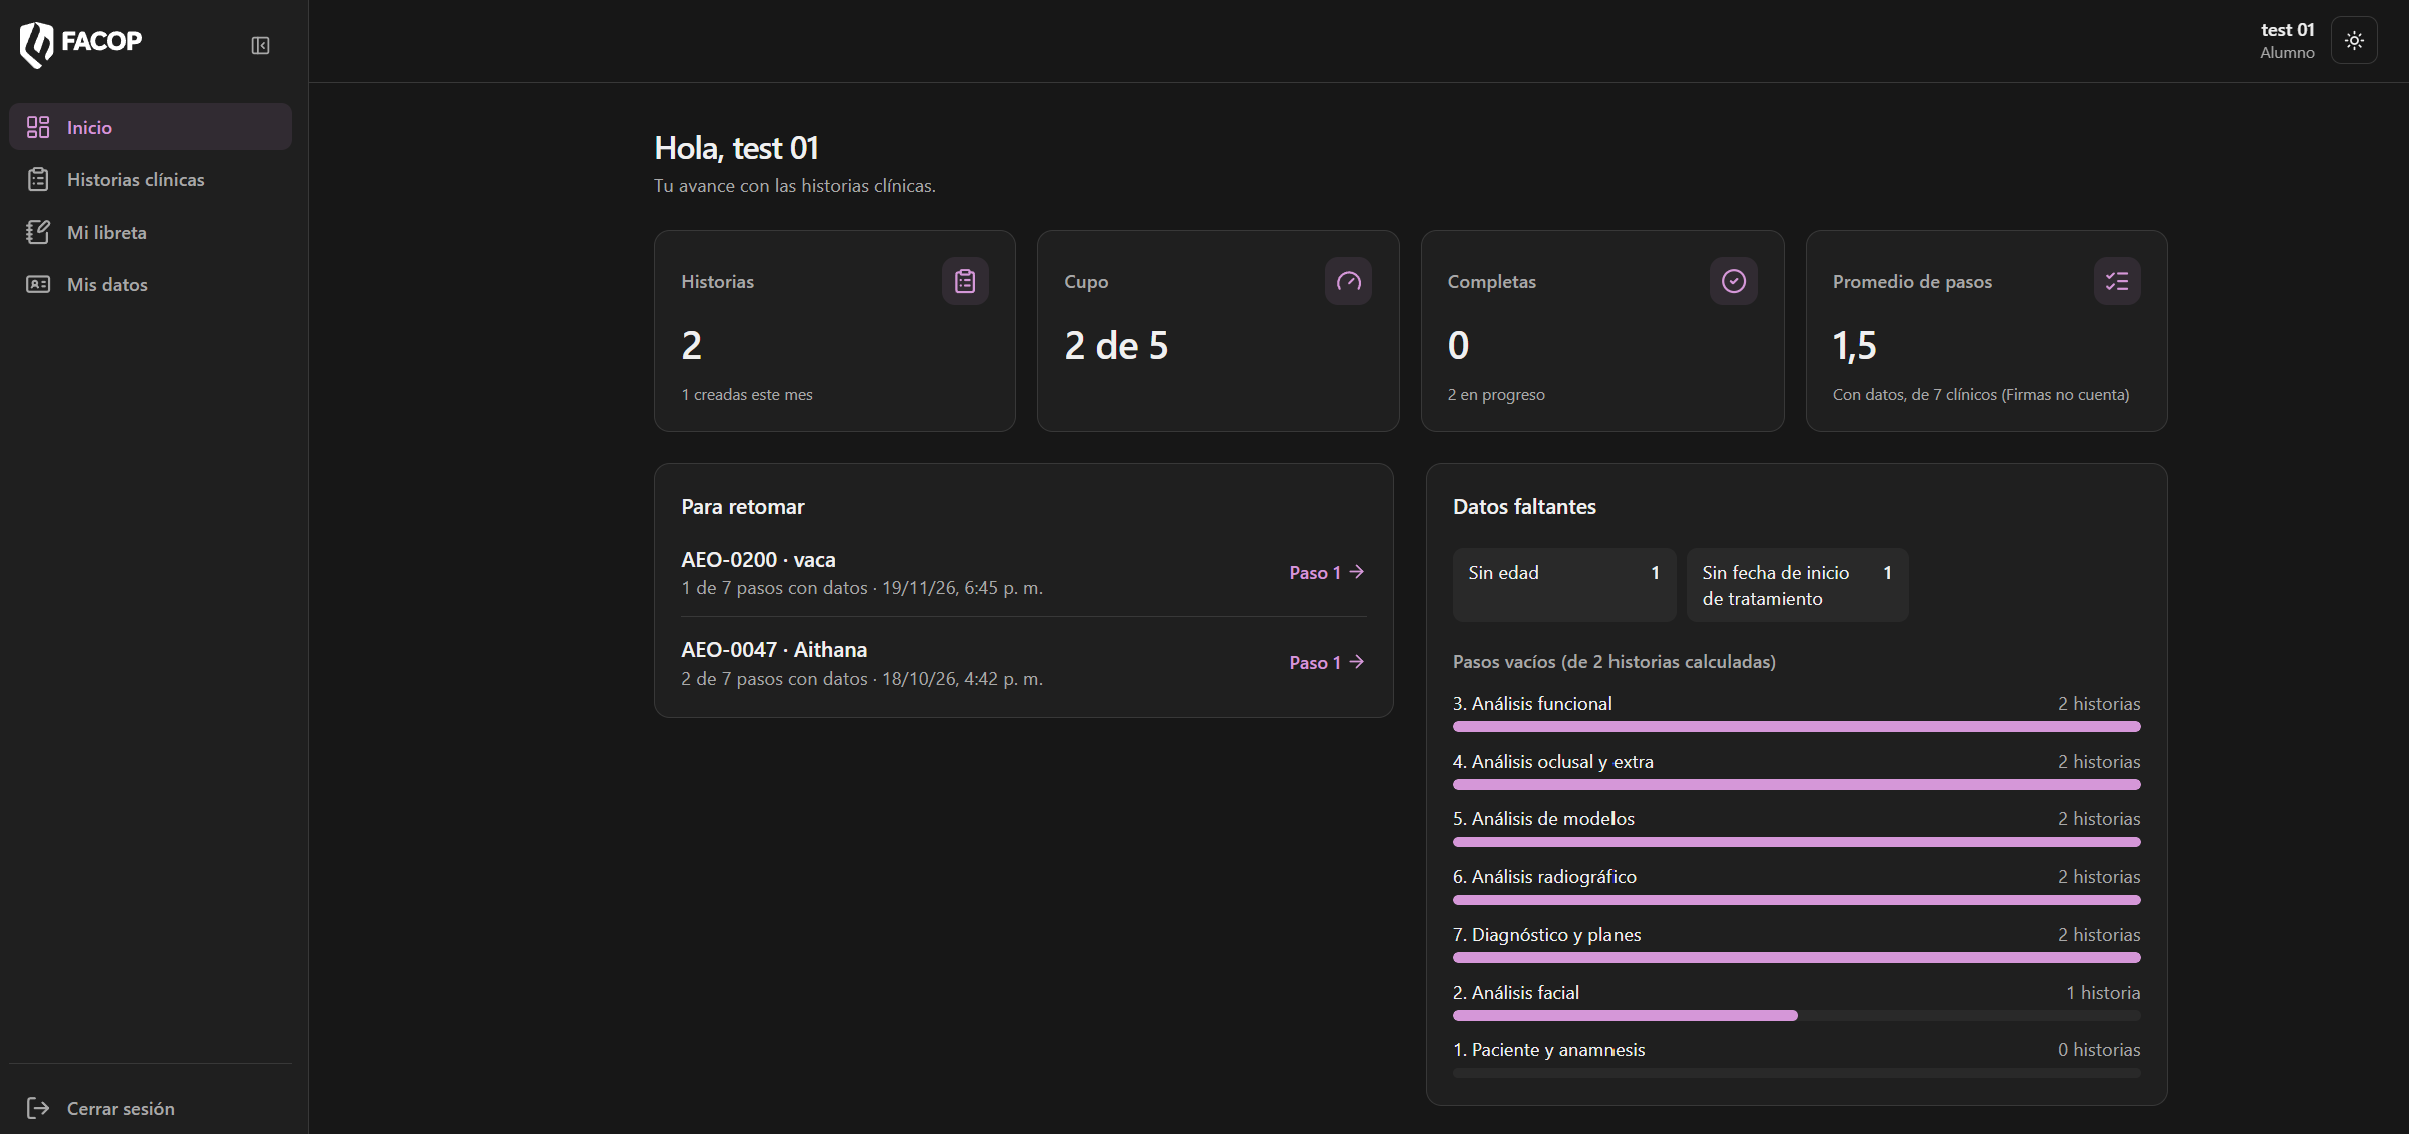 FACOP
test 01
Alumno
Inicio
Historias clínicas
Mi libreta
Mis datos
Cerrar sesión
Hola, test 01
Tu avance con las historias clínicas.
Historias
2
1 creadas este mes
Cupo
2 de 5
Completas
0
2 en progreso
Promedio de pasos
1,5
Con datos, de 7 clínicos (Firmas no cuenta)
Para retomar
AEO-0200 · vaca
1 de 7 pasos con datos · 19/11/26, 6:45 p. m.
Paso 1
AEO-0047 · Aithana
2 de 7 pasos con datos · 18/10/26, 4:42 p. m.
Paso 1
Datos faltantes
Sin edad 1
Sin fecha de inicio 1
de tratamiento
Pasos vacíos (de 2 historias calculadas)
3. Análisis funcional 2 historias
4. Análisis oclusal y extra 2 historias
5. Análisis de modelos 2 historias
6. Análisis radiográfico 2 historias
7. Diagnóstico y planes 2 historias
2. Análisis facial 1 historia
1. Paciente y anamnesis 0 historias